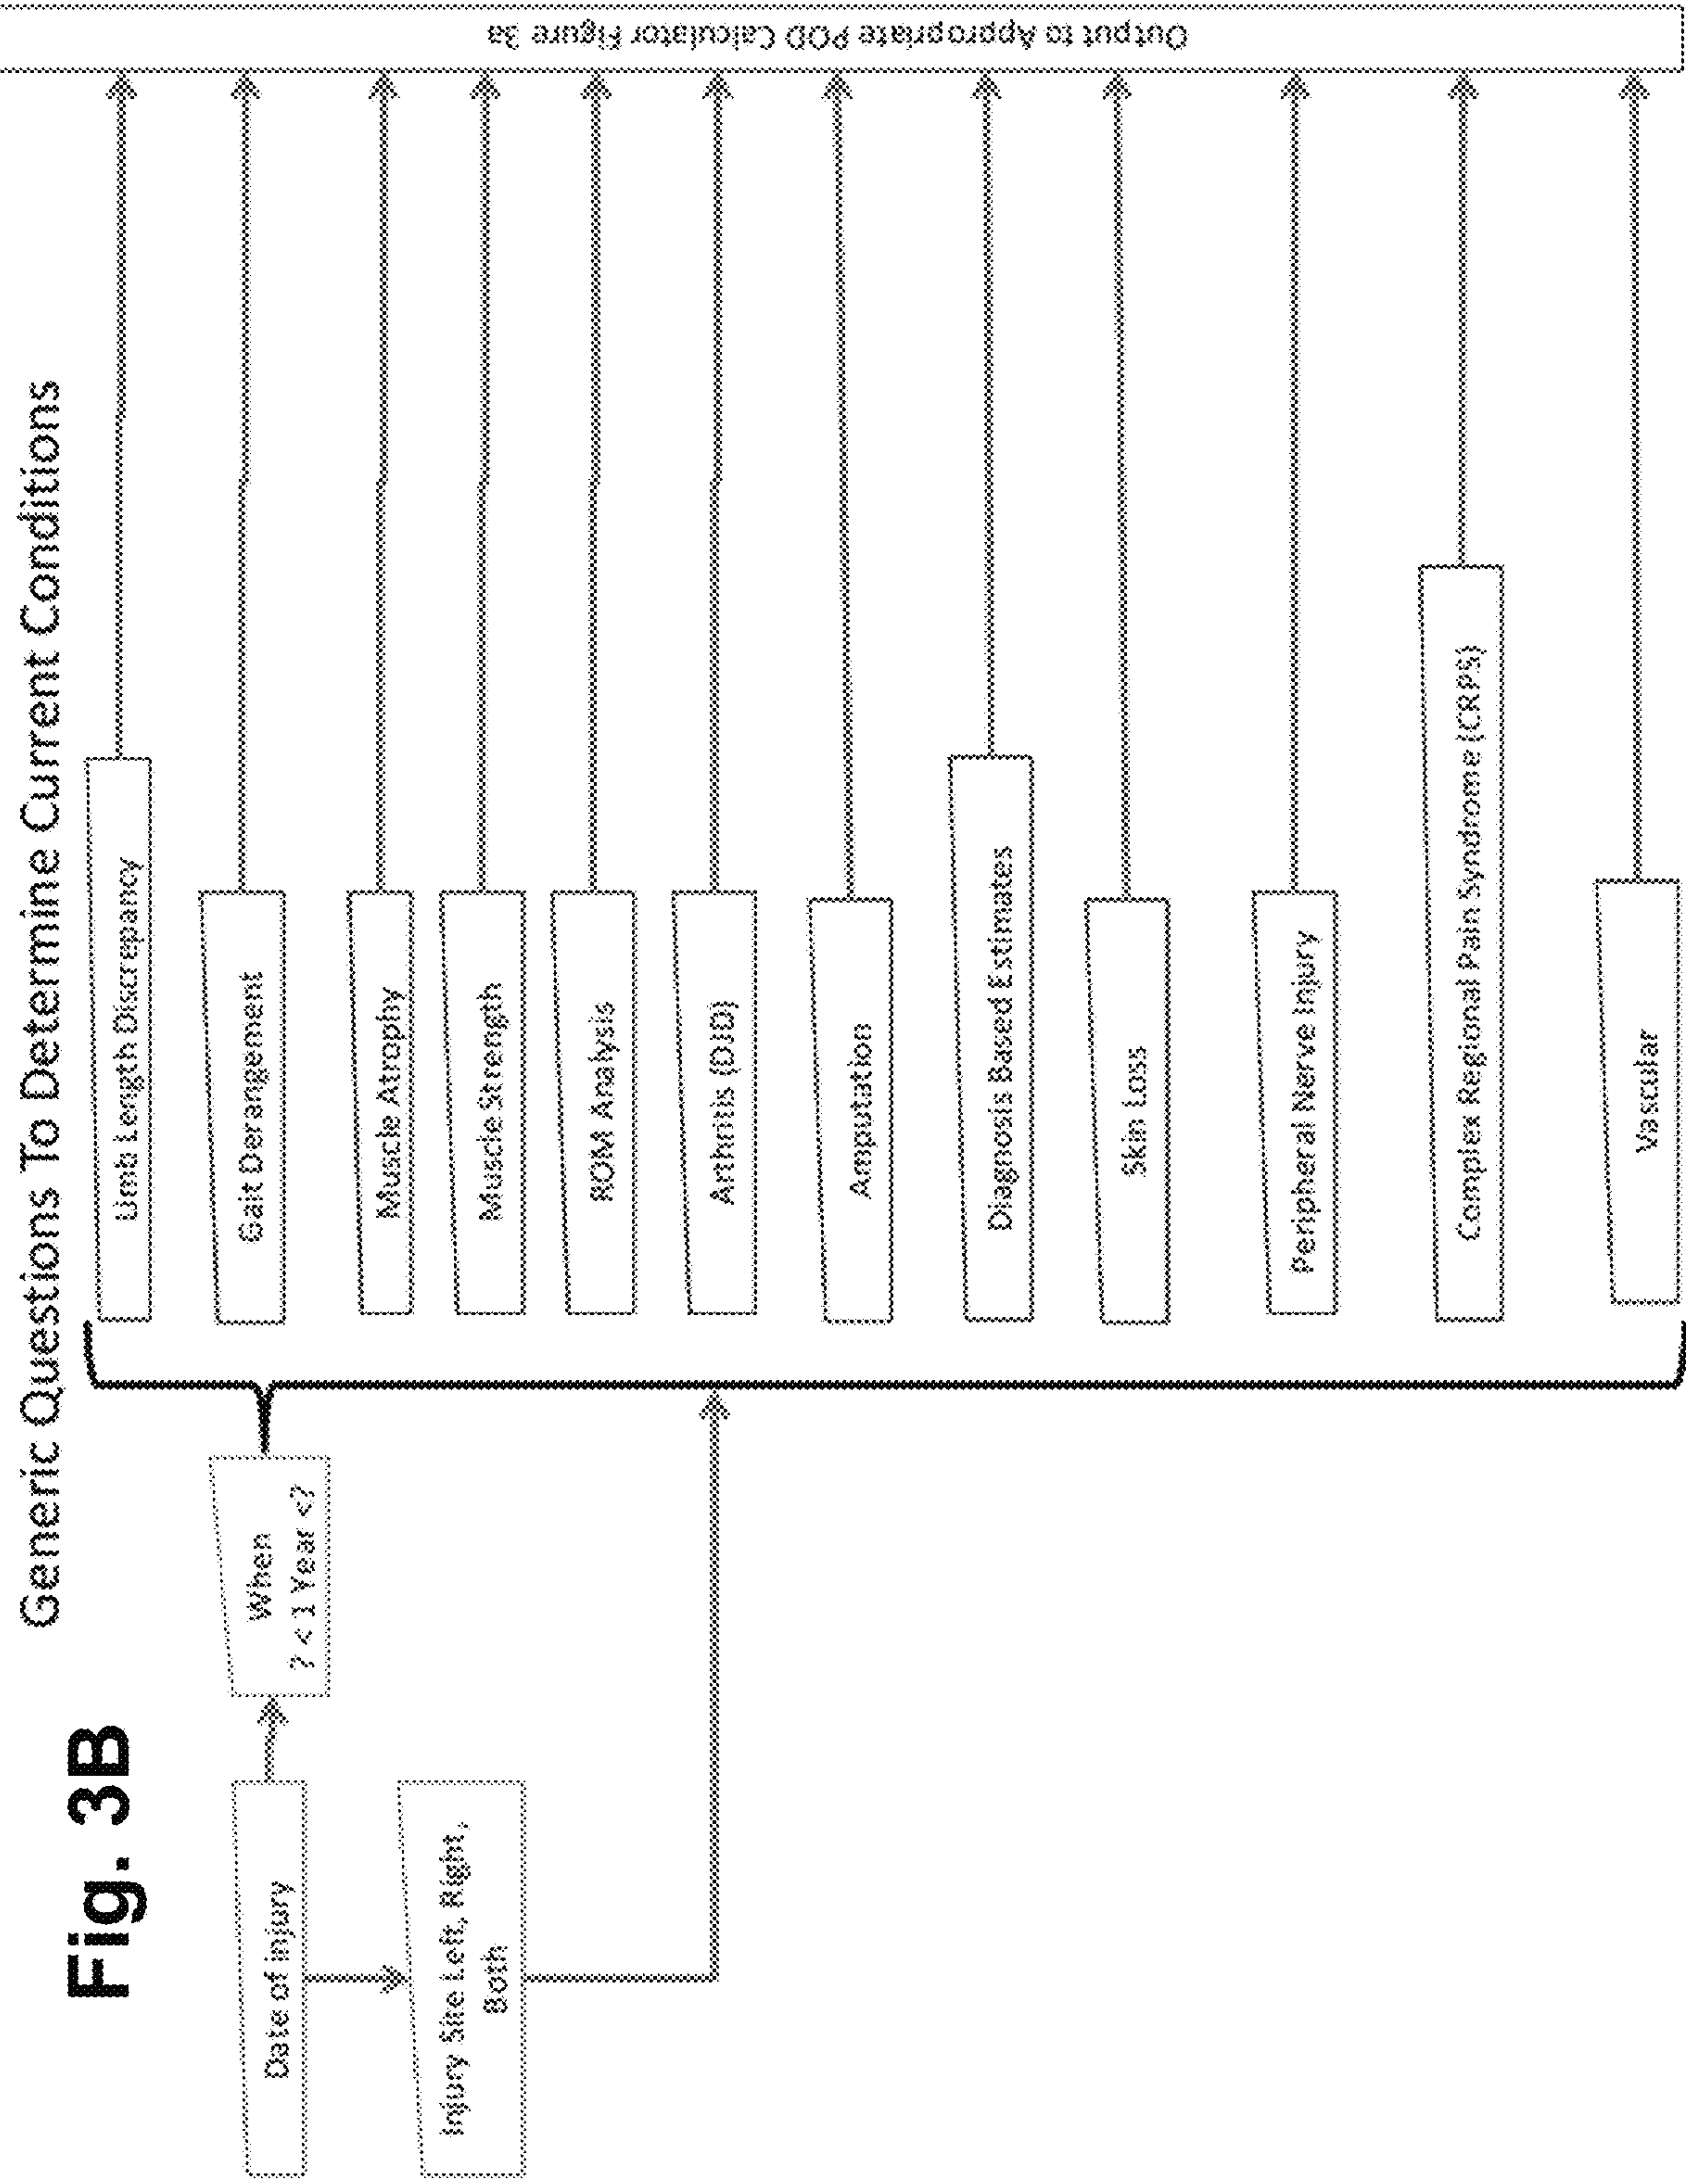 Fig. 3B
Generic Questions To Determine Current Conditions
Date of injury
When
? < 1 Year <?
Injury Site Left, Right,
Both
Limb Length Discrepancy
Gait Derangement
Muscle Atrophy
Muscle Strength
ROM Analysis
Arthritis (DJD)
Amputation
Diagnosis Based Estimates
Skin Loss
Peripheral Nerve Injury
Complex Regional Pain Syndrome (CRPS)
Vascular
Output to Appropriate POD Calculator Figure 3a